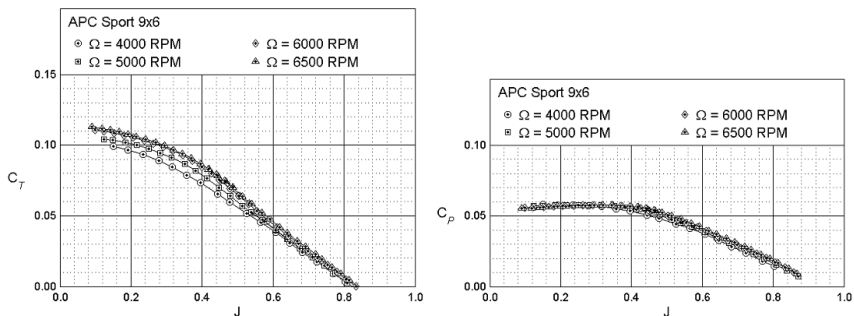 APC Sport 9x6
Ω = 4000 RPM Ω = 6000 RPM
Ω = 5000 RPM Ω = 6500 RPM
0.15
0.10
C_T
0.05
0.00
0.0 0.2 0.4 0.6 0.8 1.0
J
APC Sport 9x6
Ω = 4000 RPM Ω = 6000 RPM
Ω = 5000 RPM Ω = 6500 RPM
0.10
C_P 0.05
0.00
0.0 0.2 0.4 0.6 0.8 1.0
J